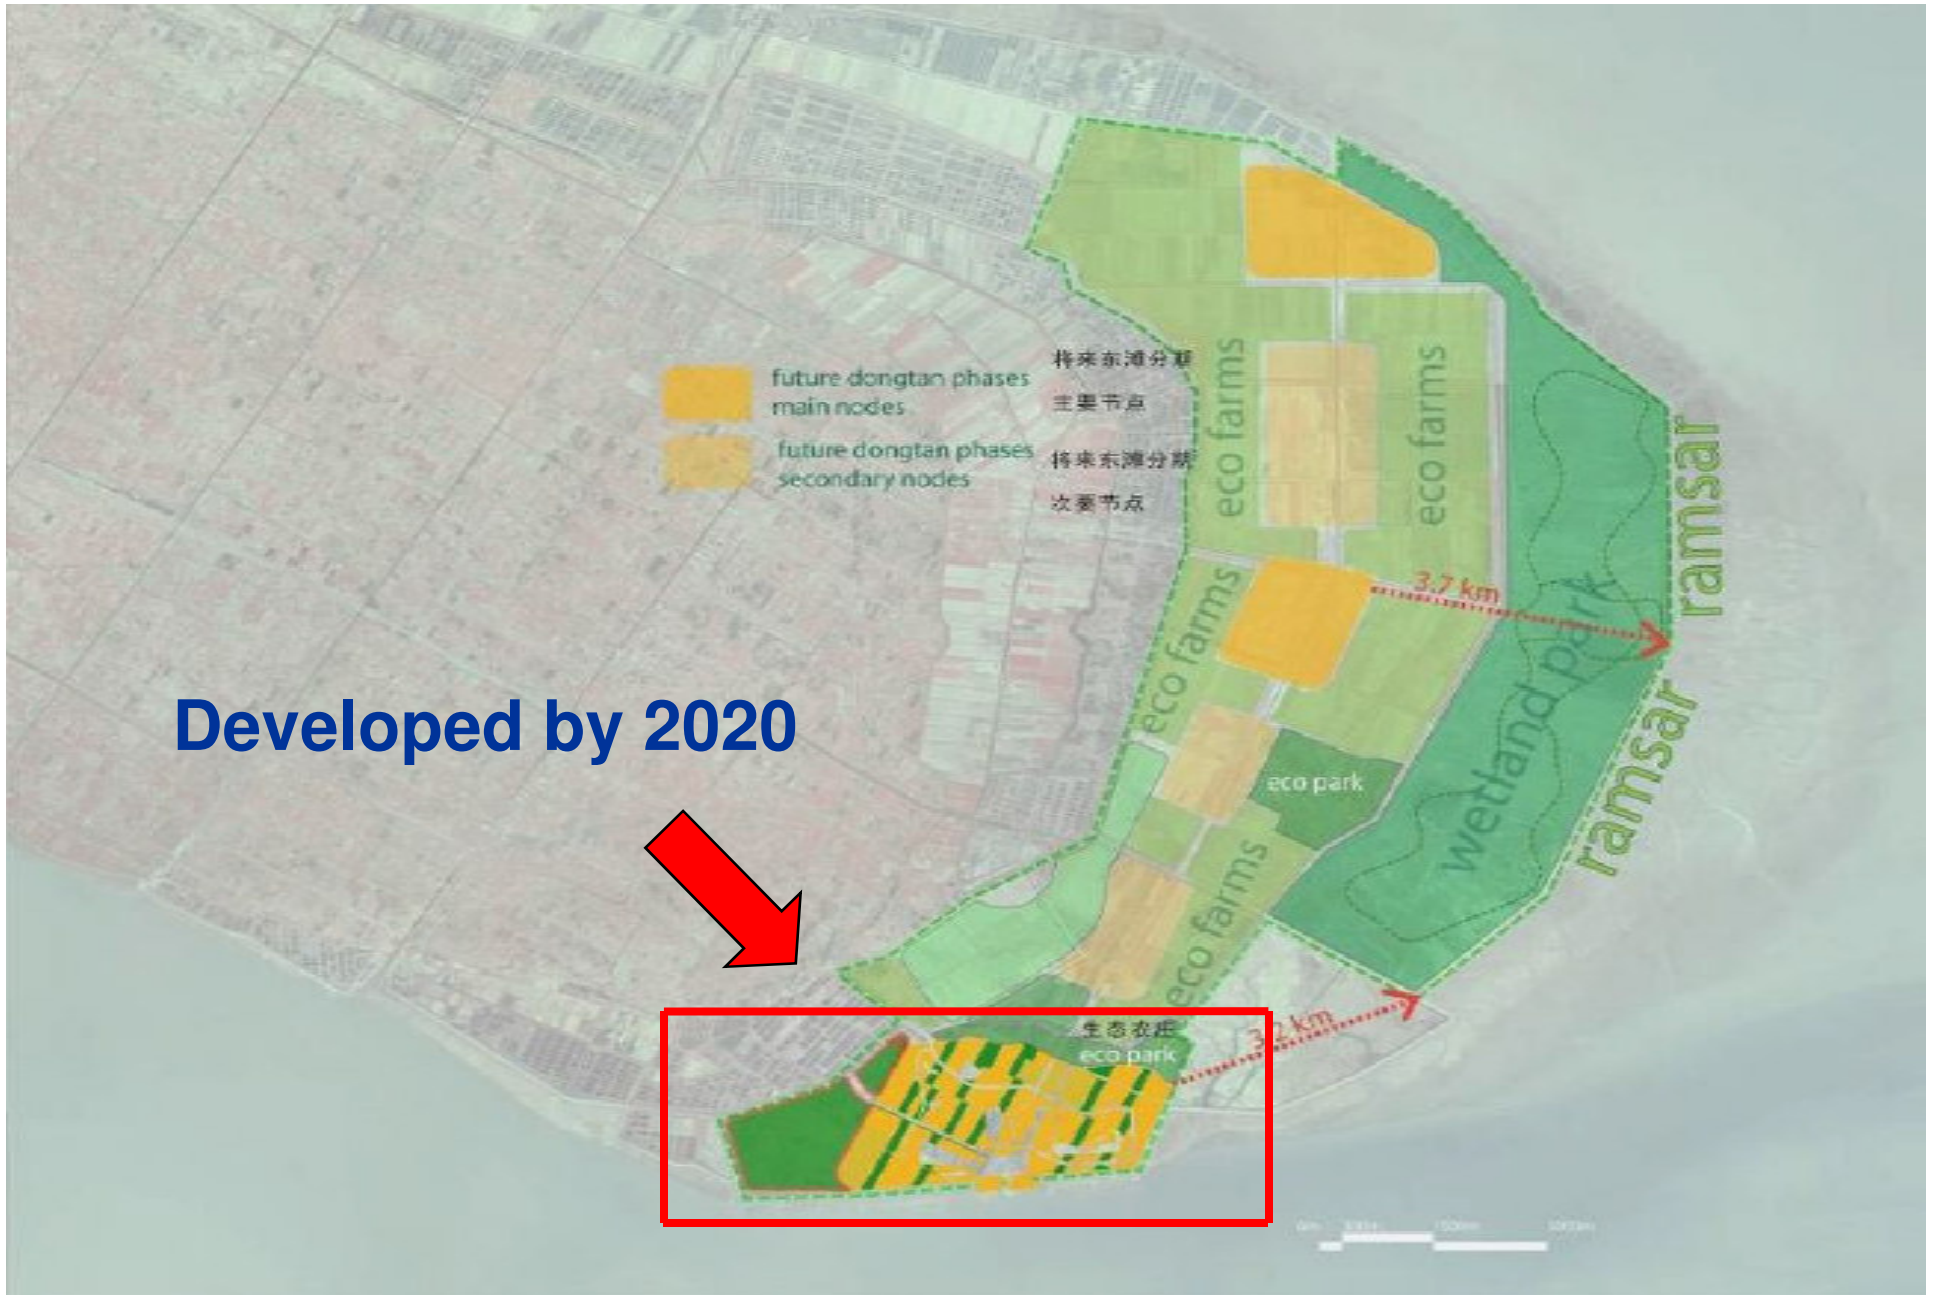 future dongtan phases
main nodes
将来东滩分期
主要节点
future dongtan phases
secondary nodes
将来东滩分期
次要节点
eco farms
eco farms
eco farms
3.7 km
ramsar
wetland park
ramsar
Developed by 2020
eco park
eco farms
生态农庄
eco park
3.2 km